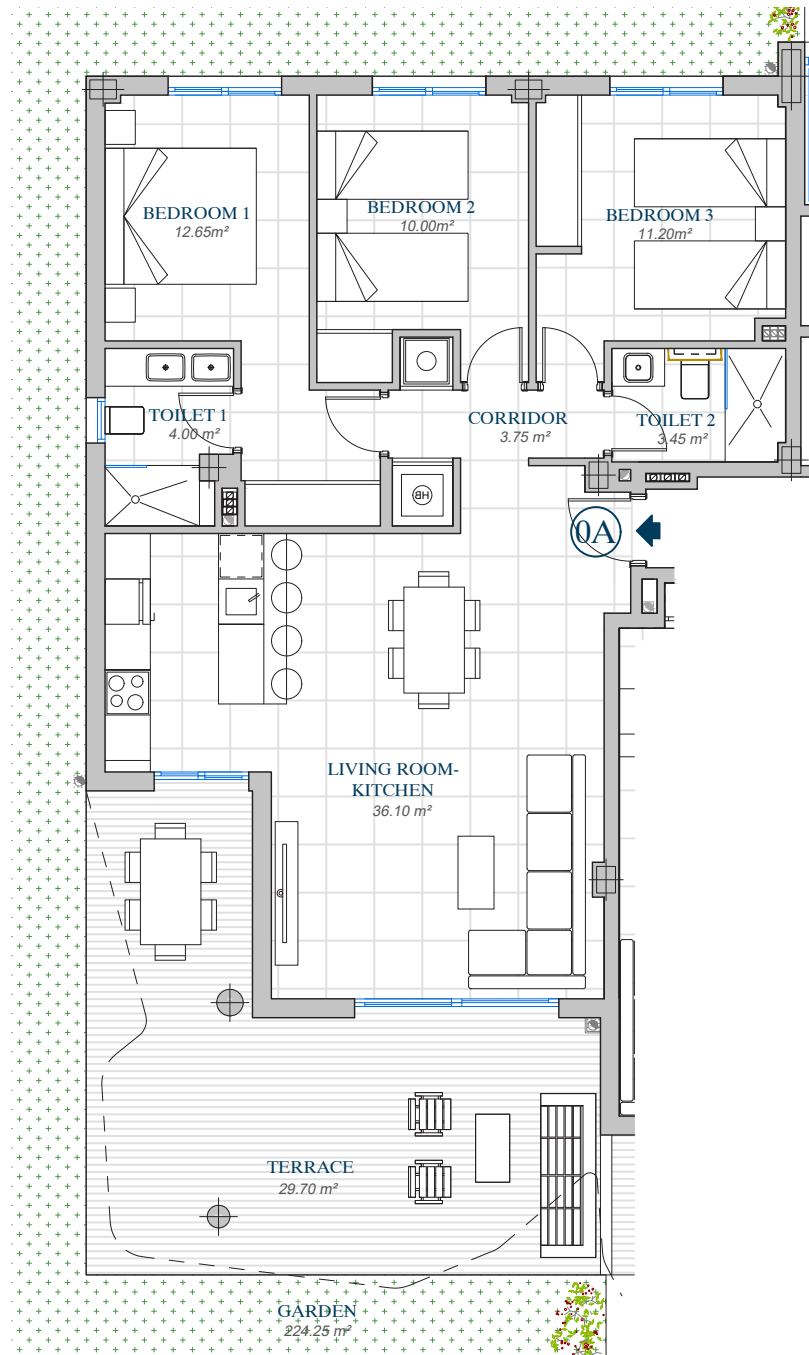 BEDROOM 1
12.65m²
BEDROOM 2
10.00m²
BEDROOM 3
11.20m²
TOILET 1
4.00 m²
CORRIDOR
3.75 m²
TOILET 2
3.45 m²
HB
0A
LIVING ROOM-
KITCHEN
36.10 m²
TERRACE
29.70 m²
GARDEN
224.25 m²